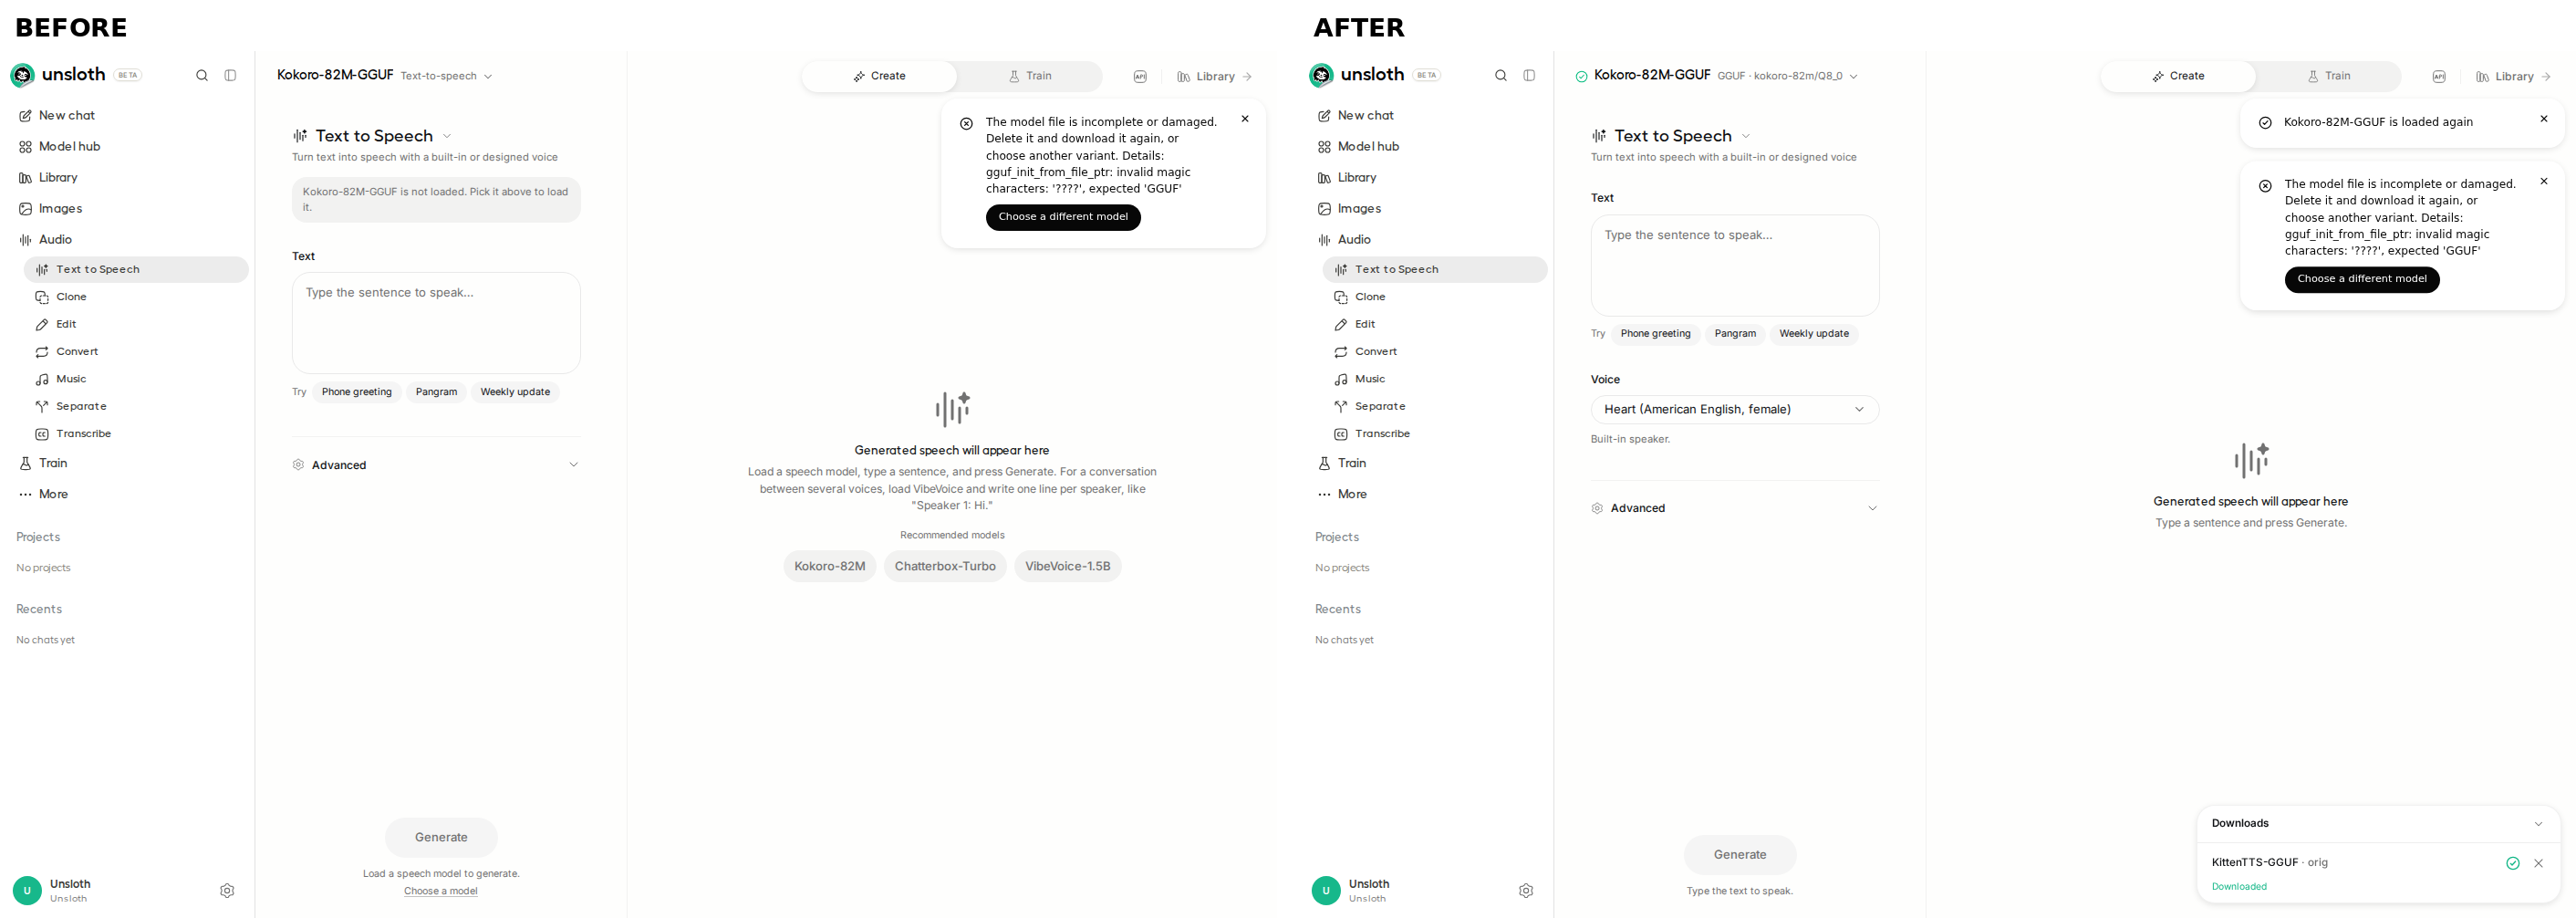 BEFORE
unsloth BETA
New chat
Model hub
Library
Images
Audio
Text to Speech
Clone
Edit
Convert
Music
Separate
Transcribe
Train
More
Projects
No projects
Recents
No chats yet
U
Unsloth
Unsloth
Kokoro-82M-GGUF Text-to-speech
Text to Speech
Turn text into speech with a built-in or designed voice
Kokoro-82M-GGUF is not loaded. Pick it above to load
it.
Text
Type the sentence to speak...
Try Phone greeting Pangram Weekly update
Advanced
Generate
Load a speech model to generate.
Choose a model
Create Train API Library
The model file is incomplete or damaged.
Delete it and download it again, or
choose another variant. Details:
gguf_init_from_file_ptr: invalid magic
characters: '????', expected 'GGUF'
Choose a different model
Generated speech will appear here
Load a speech model, type a sentence, and press Generate. For a conversation
between several voices, load VibeVoice and write one line per speaker, like
"Speaker 1: Hi."
Recommended models
Kokoro-82M Chatterbox-Turbo VibeVoice-1.5B
AFTER
unsloth BETA
New chat
Model hub
Library
Images
Audio
Text to Speech
Clone
Edit
Convert
Music
Separate
Transcribe
Train
More
Projects
No projects
Recents
No chats yet
U
Unsloth
Unsloth
Kokoro-82M-GGUF GGUF · kokoro-82m/Q8_0
Text to Speech
Turn text into speech with a built-in or designed voice
Text
Type the sentence to speak...
Try Phone greeting Pangram Weekly update
Voice
Heart (American English, female)
Built-in speaker.
Advanced
Generate
Type the text to speak.
Create Train API Library
Kokoro-82M-GGUF is loaded again
The model file is incomplete or damaged.
Delete it and download it again, or
choose another variant. Details:
gguf_init_from_file_ptr: invalid magic
characters: '????', expected 'GGUF'
Choose a different model
Generated speech will appear here
Type a sentence and press Generate.
Downloads
KittenTTS-GGUF · orig
Downloaded